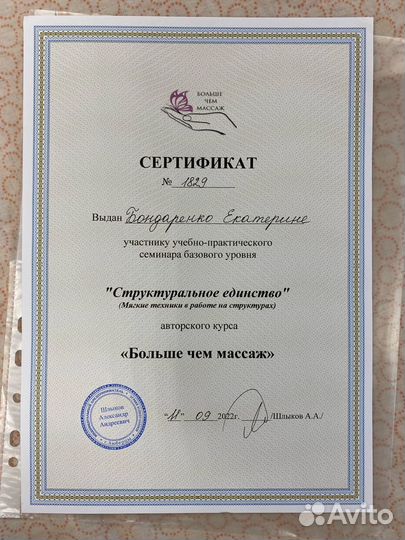 БОЛЬШЕ
ЧЕМ
МАССАЖ
СЕРТИФИКАТ
№ 1829
Выдан Бондаренко Екатерине
участнику учебно-практического
семинара базового уровня
"Структуральное единство"
(Мягкие техники в работе на структурах)
авторского курса
«Больше чем массаж»
Шлыков
Александр
Андреевич
"11" 09 2022г. /Шлыков А.А./
Avito